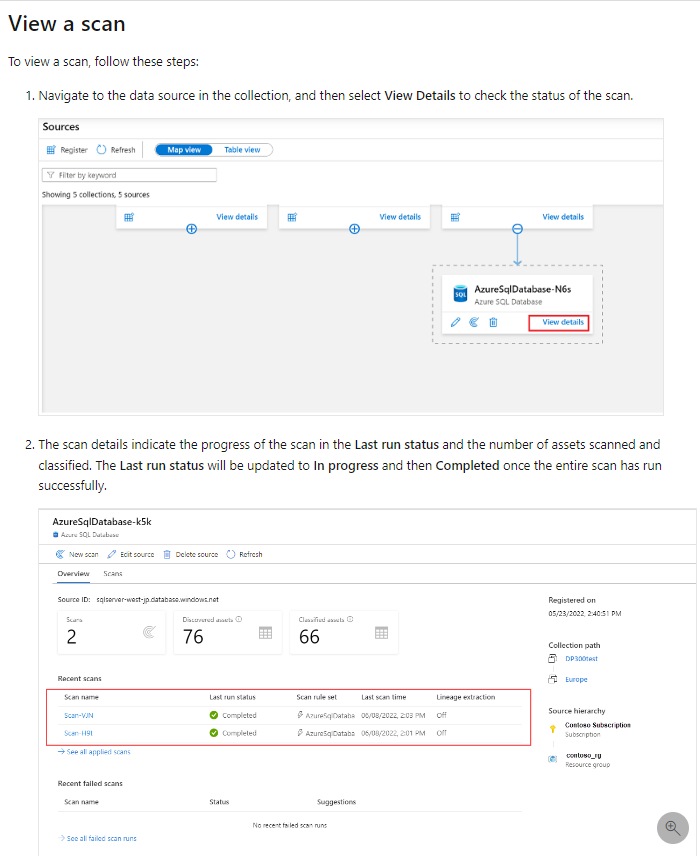 View a scan
To view a scan, follow these steps:
1. Navigate to the data source in the collection, and then select View Details to check the status of the scan.
Sources
Register Refresh Map view Table view
Filter by keyword
Showing 5 collections, 5 sources
View details View details View details
SQL AzureSqlDatabase-N6s
Azure SQL Database
View details
2. The scan details indicate the progress of the scan in the Last run status and the number of assets scanned and
classified. The Last run status will be updated to In progress and then Completed once the entire scan has run
successfully.
AzureSqlDatabase-k5k
Azure SQL Database
New scan Edit source Delete source Refresh
Overview Scans
Source ID: sqlserver-west-jp.database.windows.net
Scans
2
Discovered assets
76
Classified assets
66
Registered on
05/23/2022, 2:40:51 PM
Collection path
DP300test
Europe
Recent scans
Scan name Last run status Scan rule set Last scan time Lineage extraction
Scan-VJN Completed AzureSqlDataba 06/08/2022, 2:03 PM Off
Scan-H9t Completed AzureSqlDataba 06/08/2022, 2:01 PM Off
See all applied scans
Source hierarchy
Contoso Subscription
Subscription
contoso_rg
Resource group
Recent failed scans
Scan name Status Suggestions
No recent failed scan runs
See all failed scan runs